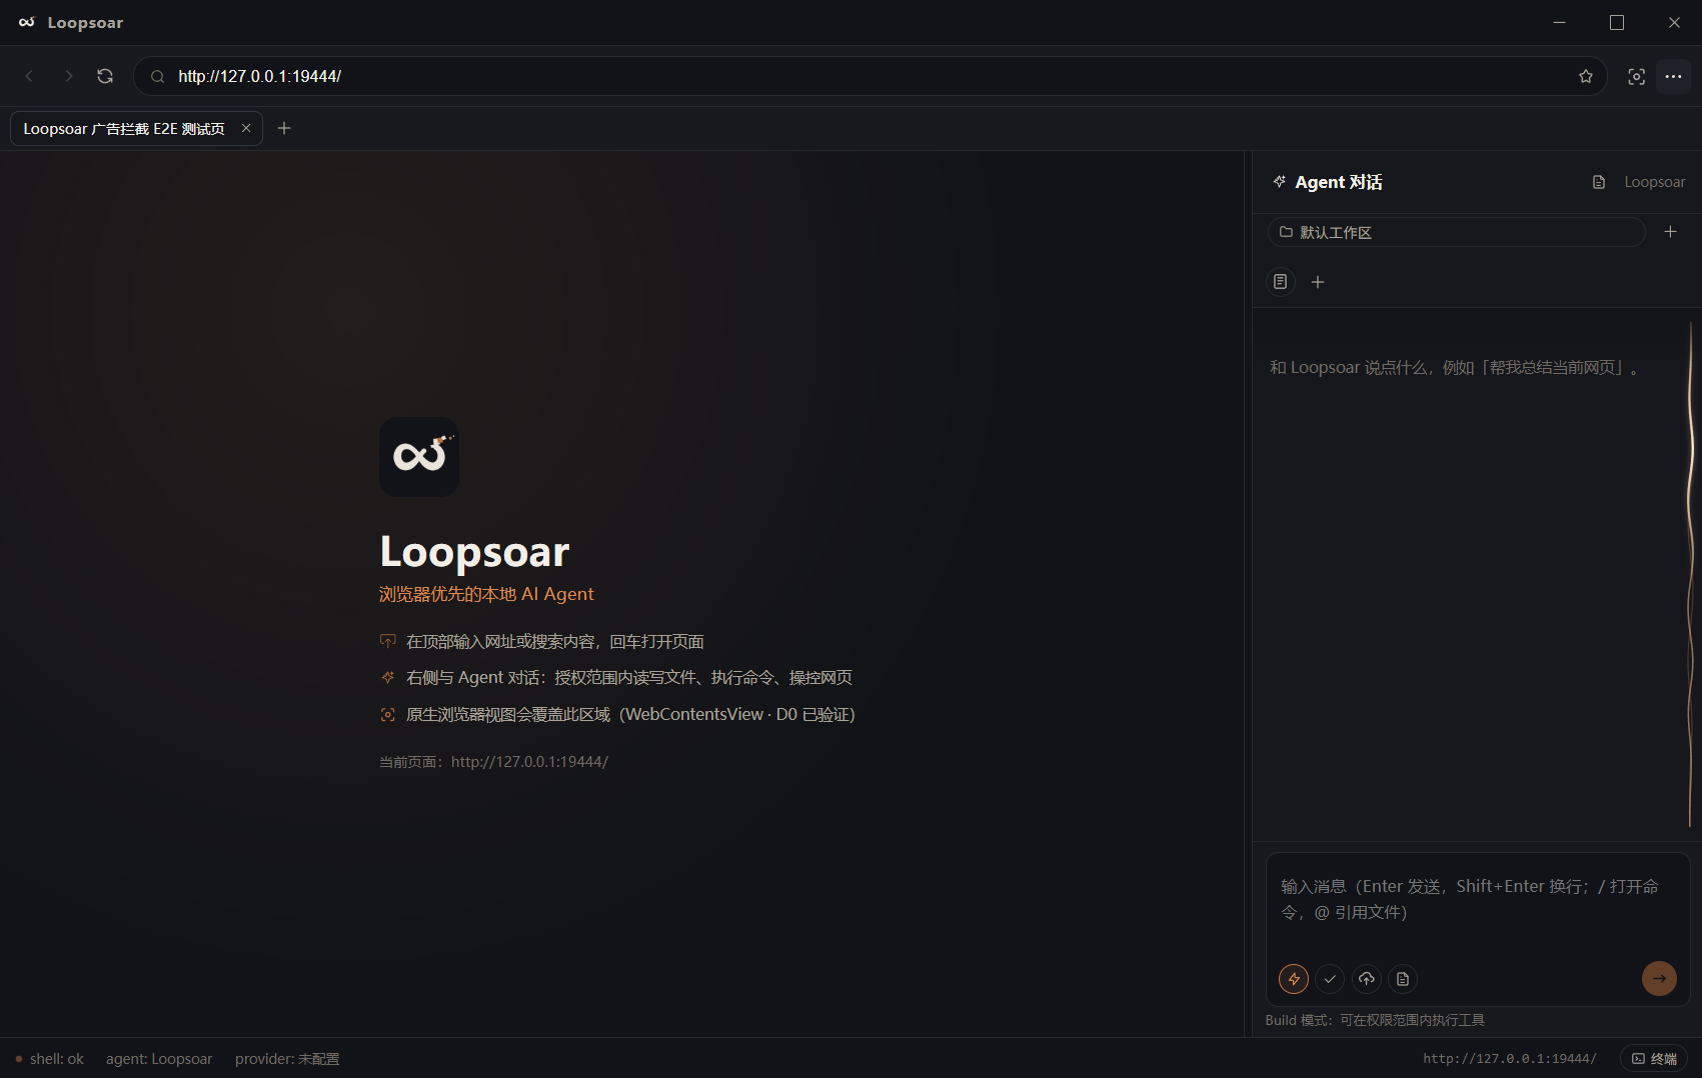 Loopsoar
http://127.0.0.1:19444/
Loopsoar 广告拦截 E2E 测试页
Agent 对话
Loopsoar
默认工作区
和 Loopsoar 说点什么，例如「帮我总结当前网页」。
Loopsoar
浏览器优先的本地 AI Agent
在顶部输入网址或搜索内容，回车打开页面
右侧与 Agent 对话：授权范围内读写文件、执行命令、操控网页
原生浏览器视图会覆盖此区域（WebContentsView · D0 已验证）
当前页面：http://127.0.0.1:19444/
输入消息（Enter 发送，Shift+Enter 换行；/ 打开命
令，@ 引用文件）
Build 模式：可在权限范围内执行工具
shell: ok
agent: Loopsoar
provider: 未配置
http://127.0.0.1:19444/
终端